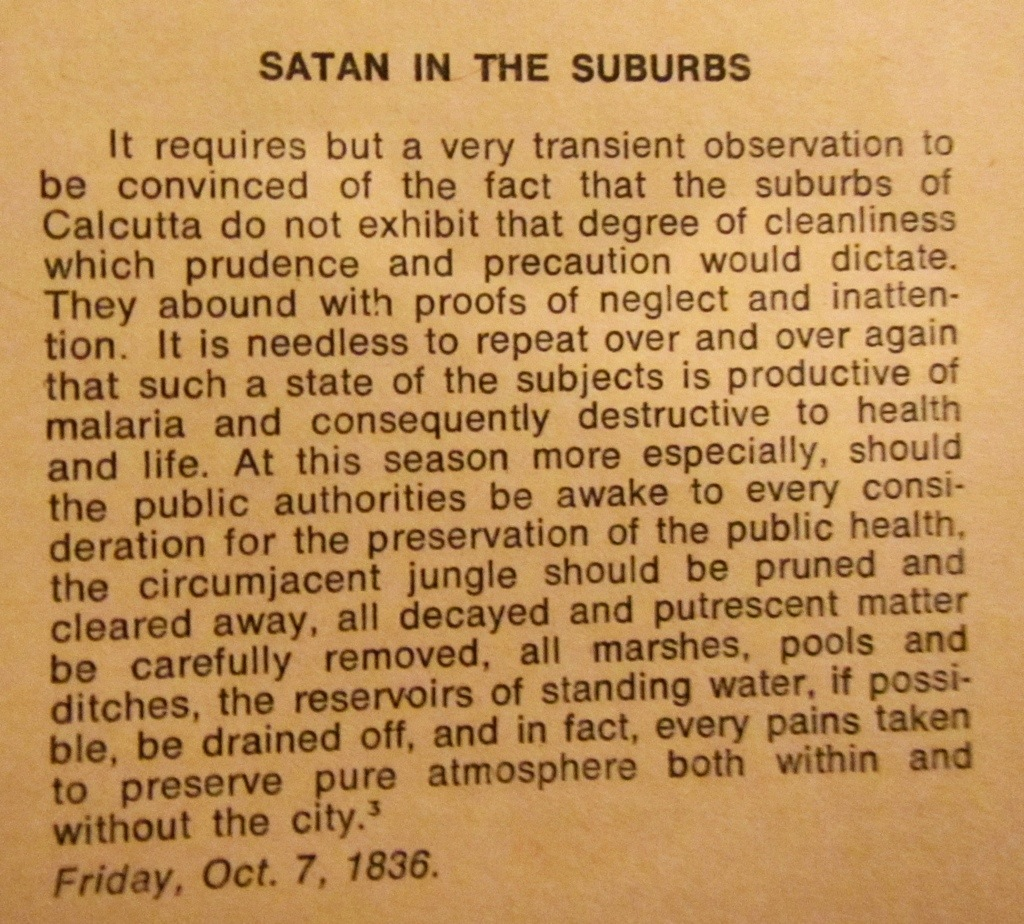 SATAN IN THE SUBURBS
It requires but a very transient observation to
be convinced of the fact that the suburbs of
Calcutta do not exhibit that degree of cleanliness
which prudence and precaution would dictate.
They abound with proofs of neglect and inatten-
tion. It is needless to repeat over and over again
that such a state of the subjects is productive of
malaria and consequently destructive to health
and life. At this season more especially, should
the public authorities be awake to every consi-
deration for the preservation of the public health,
the circumjacent jungle should be pruned and
cleared away, all decayed and putrescent matter
be carefully removed, all marshes, pools and
ditches, the reservoirs of standing water, if possi-
ble, be drained off, and in fact, every pains taken
to preserve pure atmosphere both within and
without the city.³
Friday, Oct. 7, 1836.